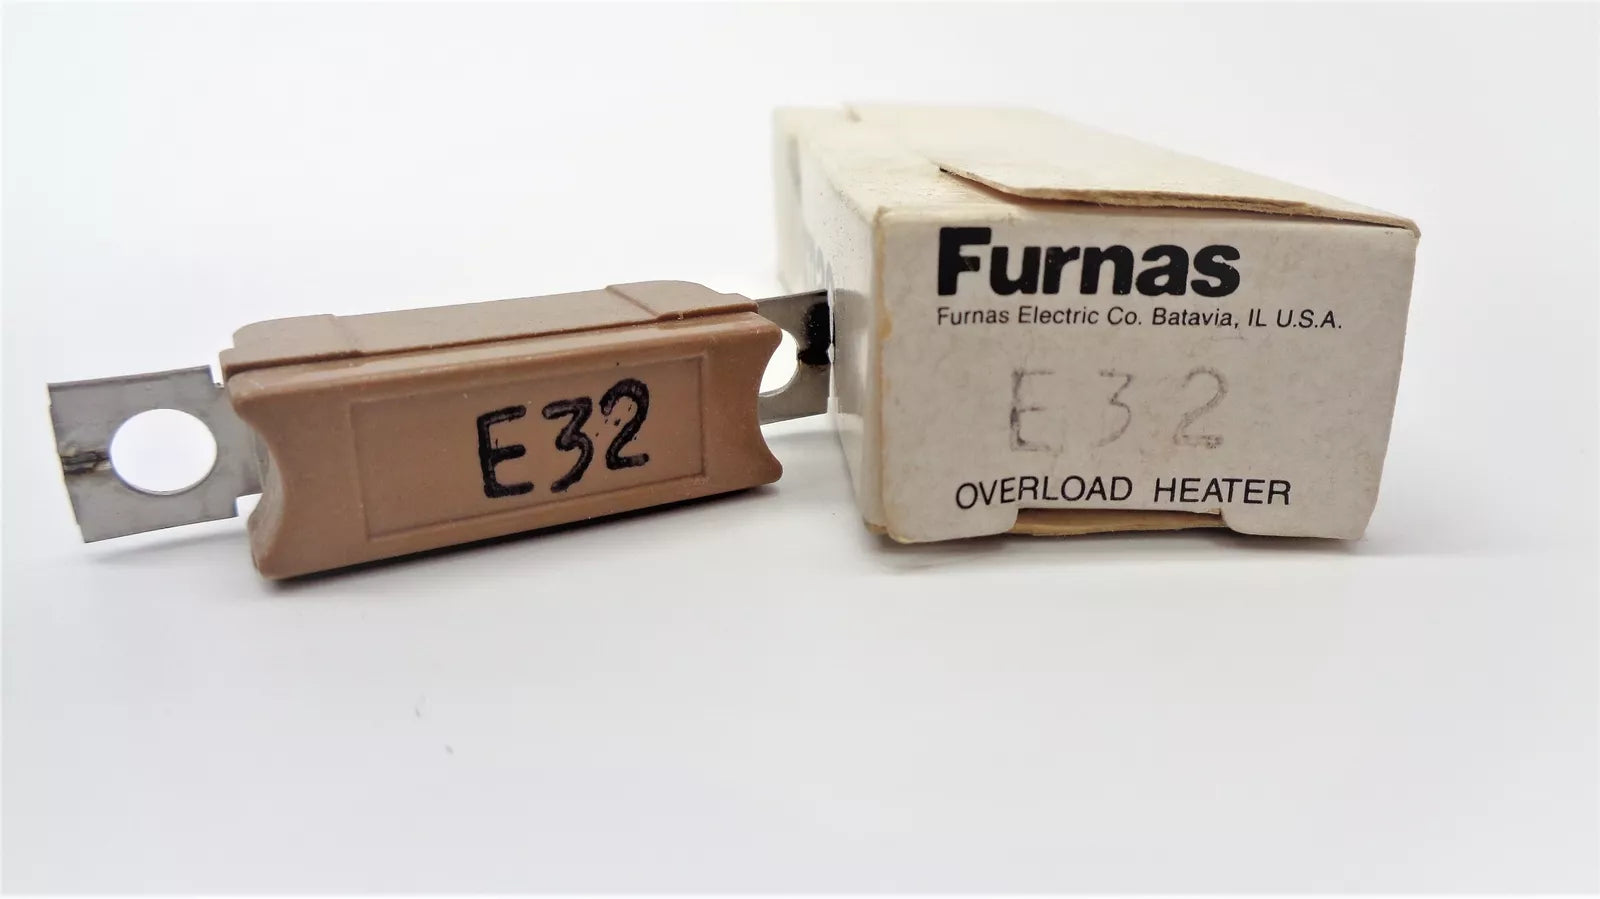 E32
Furnas
Furnas Electric Co. Batavia, IL U.S.A.
E32
OVERLOAD HEATER